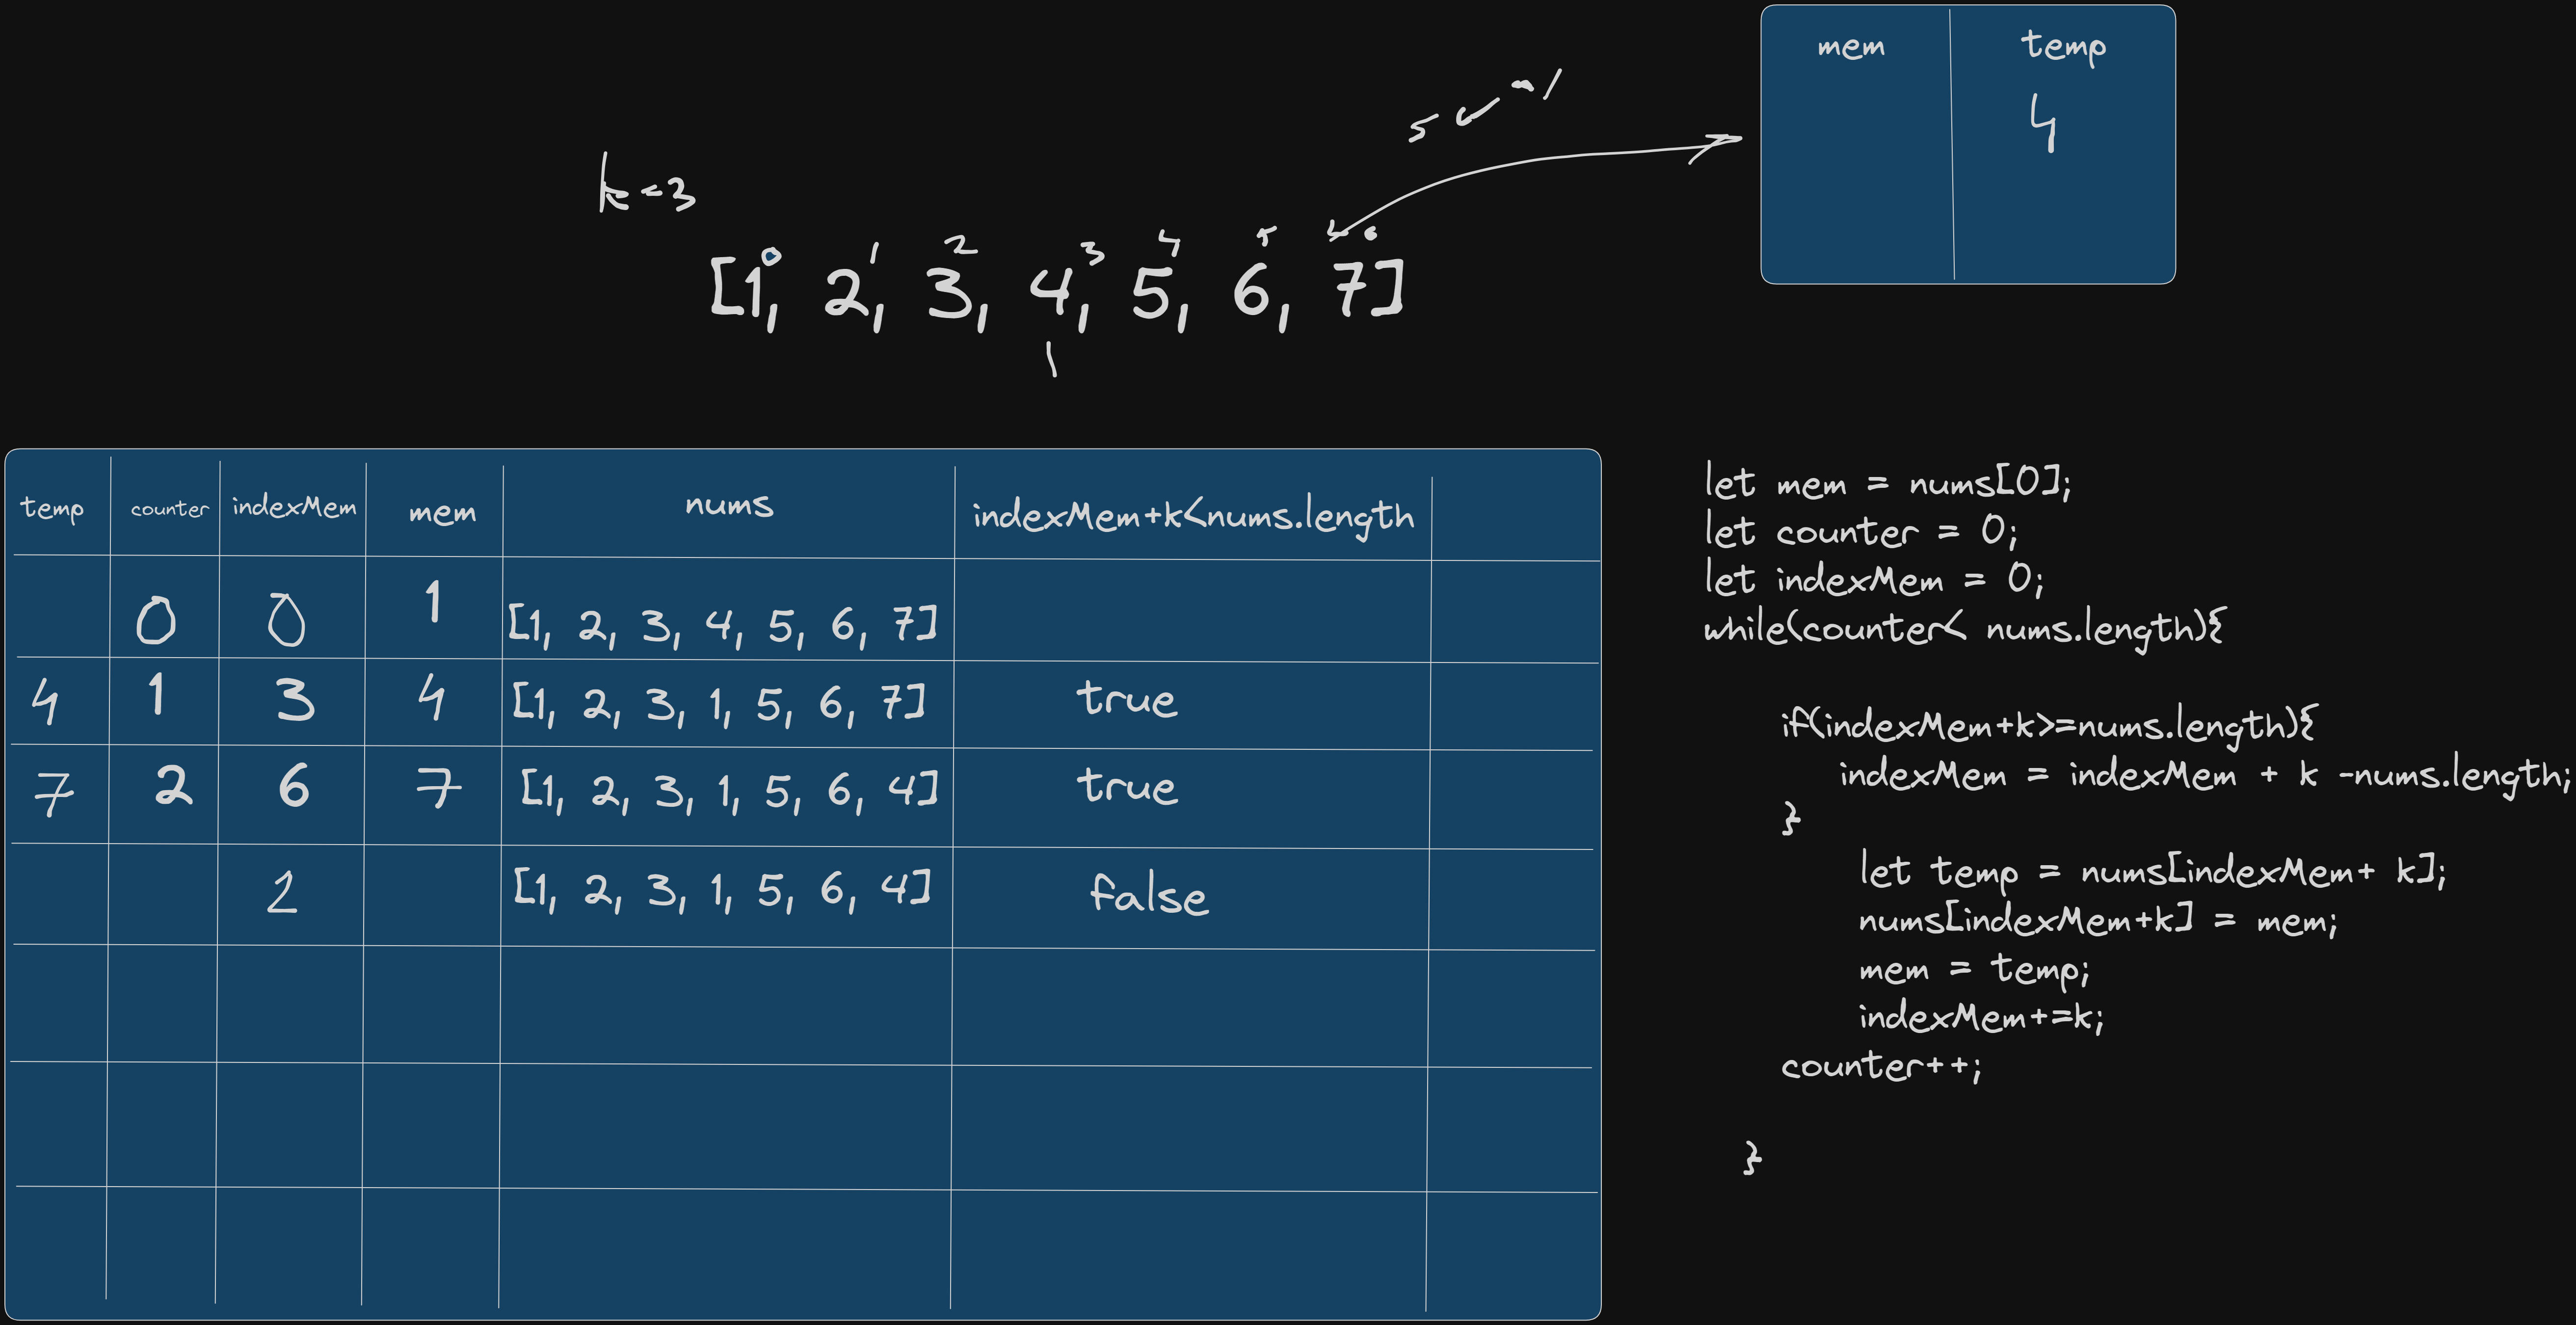 mem temp
4
k=3
0 1 2 3 4 5 6
[1, 2, 3, 4, 5, 6, 7]
1
temp counter indexMem mem nums indexMem+k<nums.length
0 0 1 [1, 2, 3, 4, 5, 6, 7]
4 1 3 4 [1, 2, 3, 1, 5, 6, 7] true
7 2 6 7 [1, 2, 3, 1, 5, 6, 4] true
2 [1, 2, 3, 1, 5, 6, 4] false
let mem = nums[0];
let counter = 0;
let indexMem = 0;
while(counter< nums.length){
if(indexMem+k>=nums.length){
indexMem = indexMem + k -nums.length;
}
let temp = nums[indexMem+ k];
nums[indexMem+k] = mem;
mem = temp;
indexMem+=k;
counter++;
}